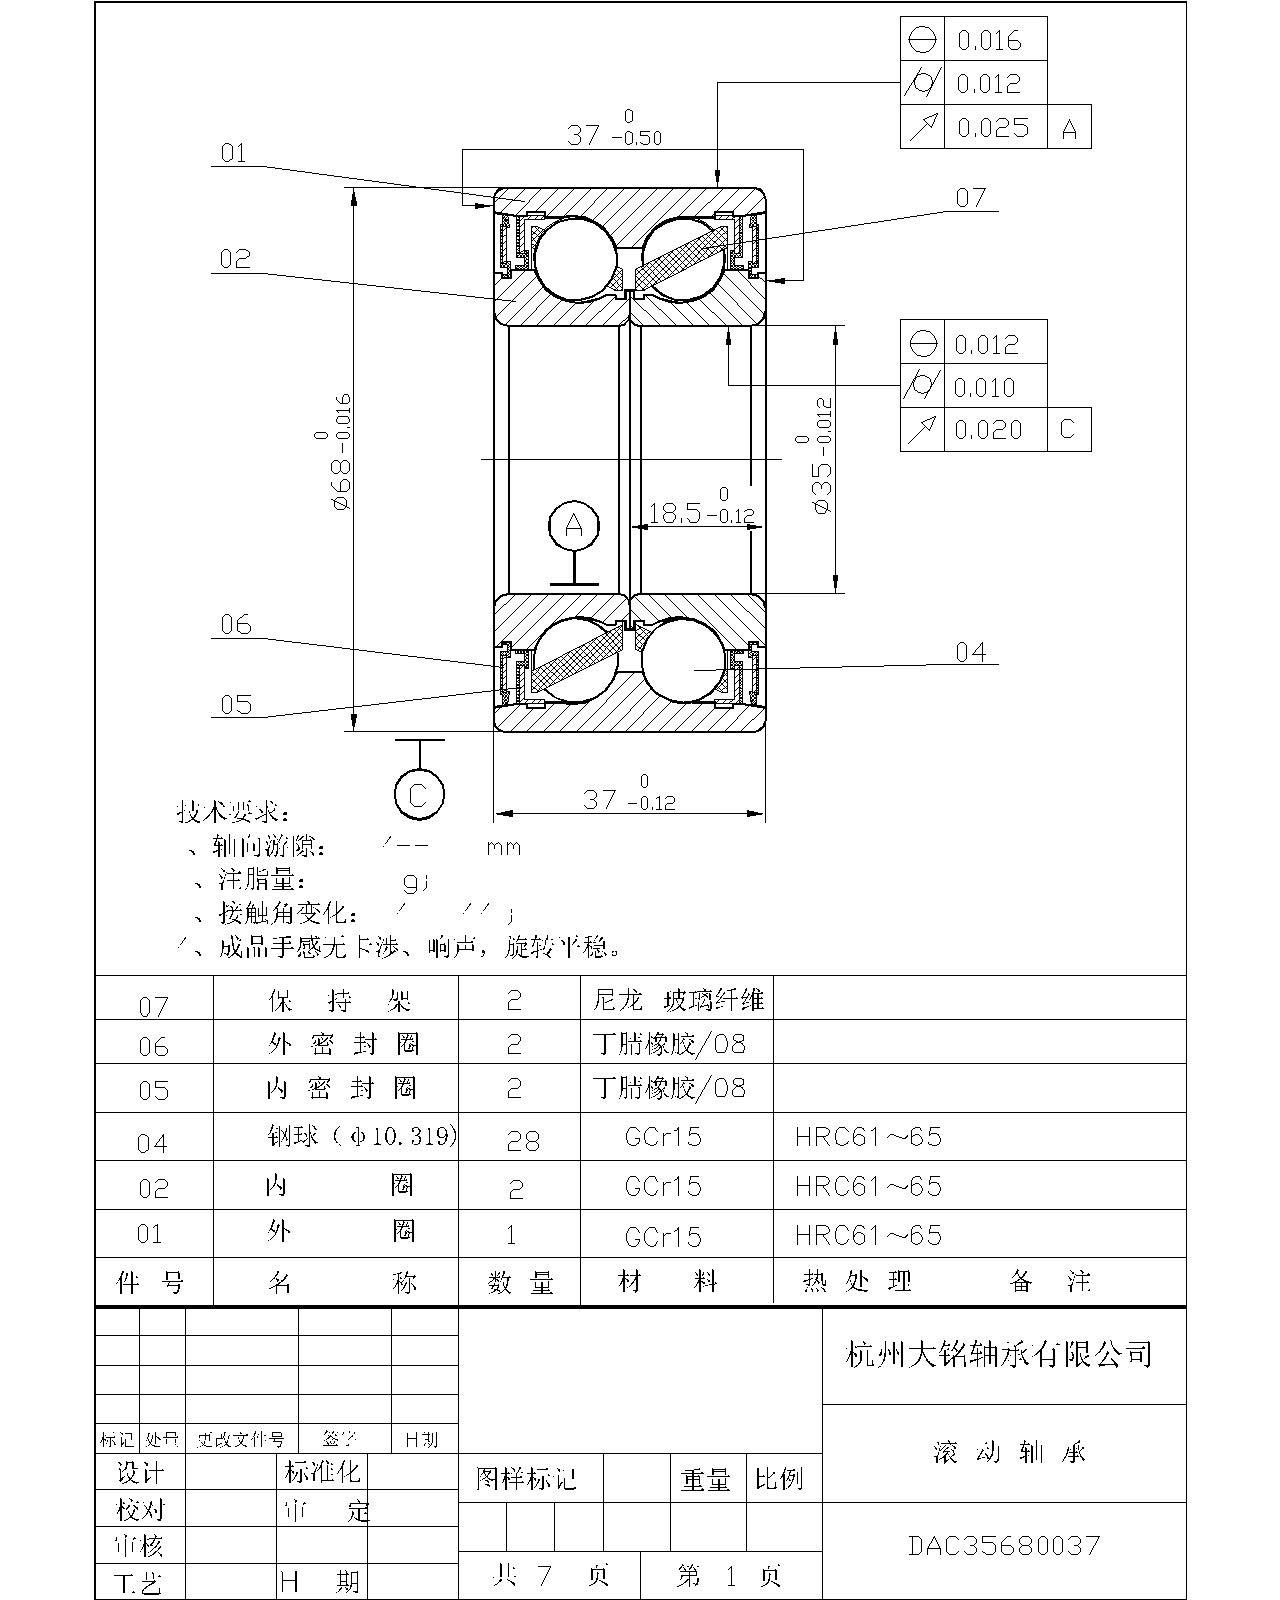 ⌖ 0.016
0.012
0.025 A
37 0 -0.50
01
07
02
0.012
0.010
0.020 C
Ø68 0 -0.016
Ø35 0 -0.012
18.5 0 -0.12
A
06
04
05
C
37 0 -0.12
技术要求:
、轴向游隙: mm
、注脂量: g;
、接触角变化: ;
、成品手感无卡涉、响声，旋转平稳。
07 保持架 2 尼龙 玻璃纤维
06 外密封圈 2 丁腈橡胶/08
05 内密封圈 2 丁腈橡胶/08
04 钢球(φ10.319) 28 GCr15 HRC61~65
02 内圈 2 GCr15 HRC61~65
01 外圈 1 GCr15 HRC61~65
件号 名称 数量 材料 热处理 备注
杭州大铭轴承有限公司
标记 处号 更改文件号 签字 日期
滚动轴承
设计 标准化
图样标记 重量 比例
校对 审定
审核
DAC35680037
工艺 日期
共 7 页 第 1 页